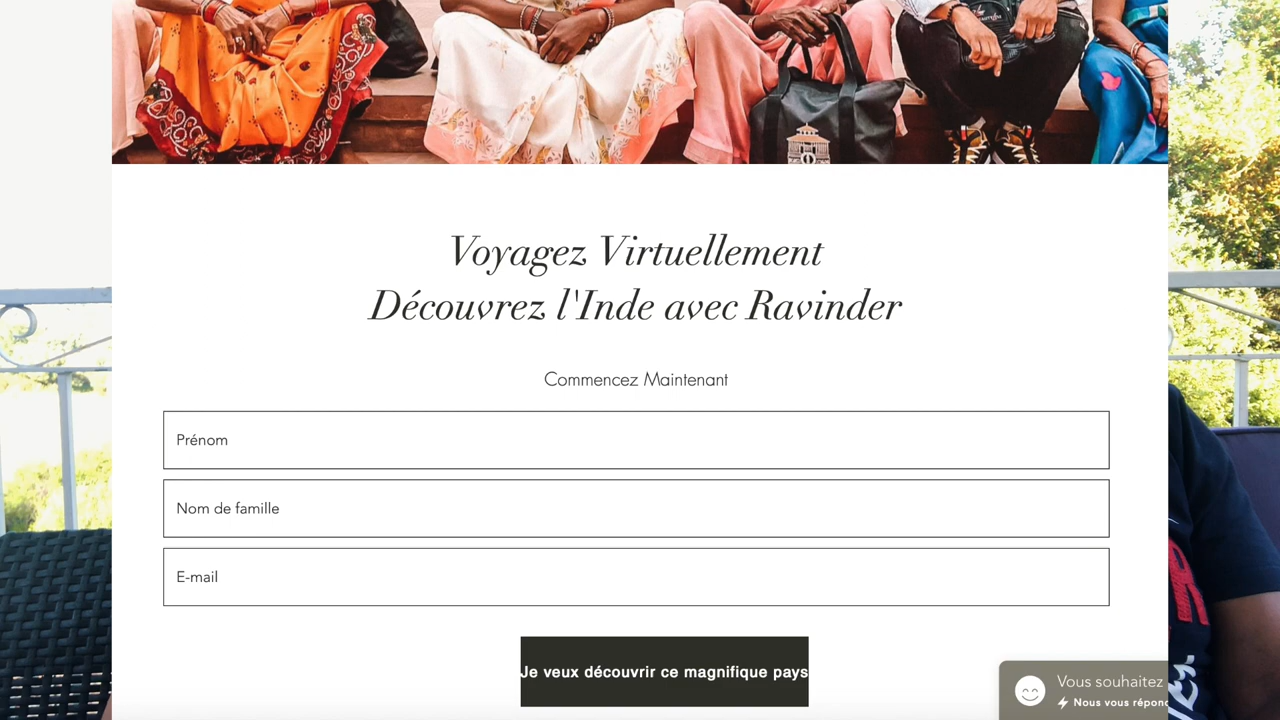 Voyagez Virtuellement
Découvrez l'Inde avec Ravinder
Commencez Maintenant
Prénom
Nom de famille
E-mail
Je veux découvrir ce magnifique pays
Vous souhaitez
Nous vous répond